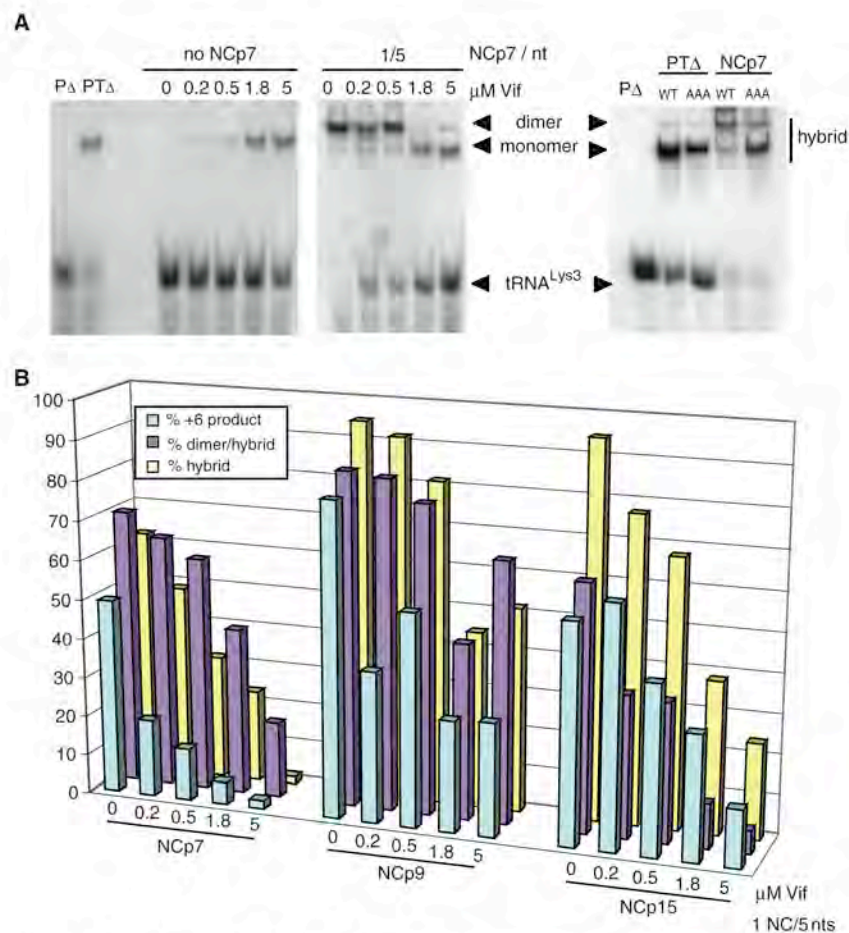 A
no NCp7
1/5
NCp7 / nt
PΔ PTΔ
0 0.2 0.5 1.8 5
0 0.2 0.5 1.8 5
μM Vif
PΔ
PTΔ
NCp7
WT AAA WT AAA
dimer
monomer
hybrid
tRNALys3
B
100
90
80
70
60
50
40
30
20
10
0
% +6 product
% dimer/hybrid
% hybrid
0 0.2 0.5 1.8 5
NCp7
0 0.2 0.5 1.8 5
NCp9
0 0.2 0.5 1.8 5
NCp15
μM Vif
1 NC/5 nts